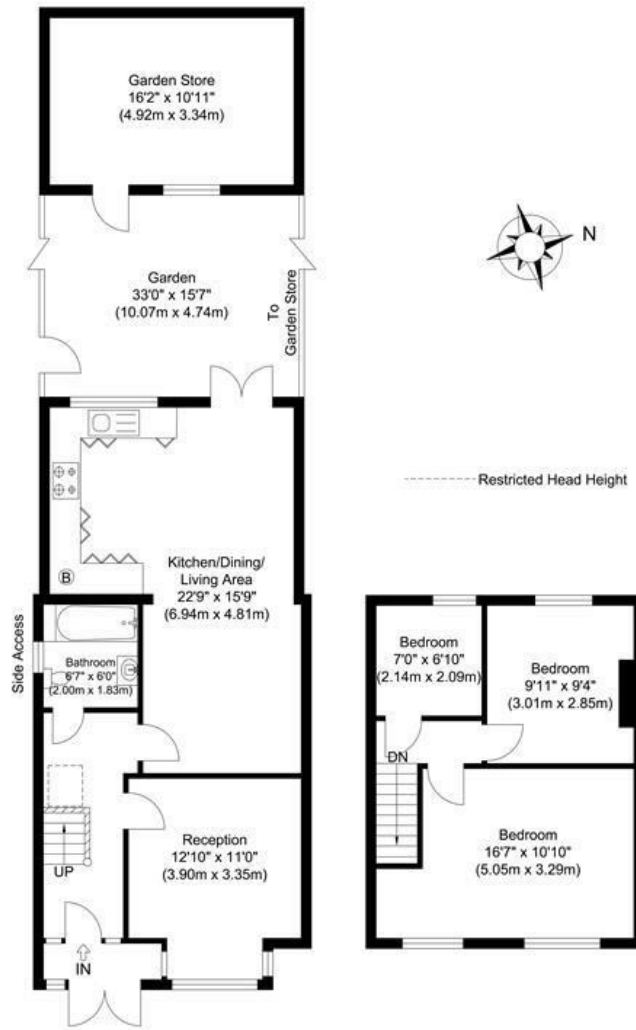 Garden Store
16'2" x 10'11"
(4.92m x 3.34m)
N
Garden
33'0" x 15'7"
(10.07m x 4.74m)
To
Garden Store
Restricted Head Height
B
Kitchen/Dining/
Living Area
22'9" x 15'9"
(6.94m x 4.81m)
Side Access
Bathroom
6'7" x 6'0"
(2.00m x 1.83m)
UP
Reception
12'10" x 11'0"
(3.90m x 3.35m)
IN
Bedroom
7'0" x 6'10"
(2.14m x 2.09m)
Bedroom
9'11" x 9'4"
(3.01m x 2.85m)
DN
Bedroom
16'7" x 10'10"
(5.05m x 3.29m)